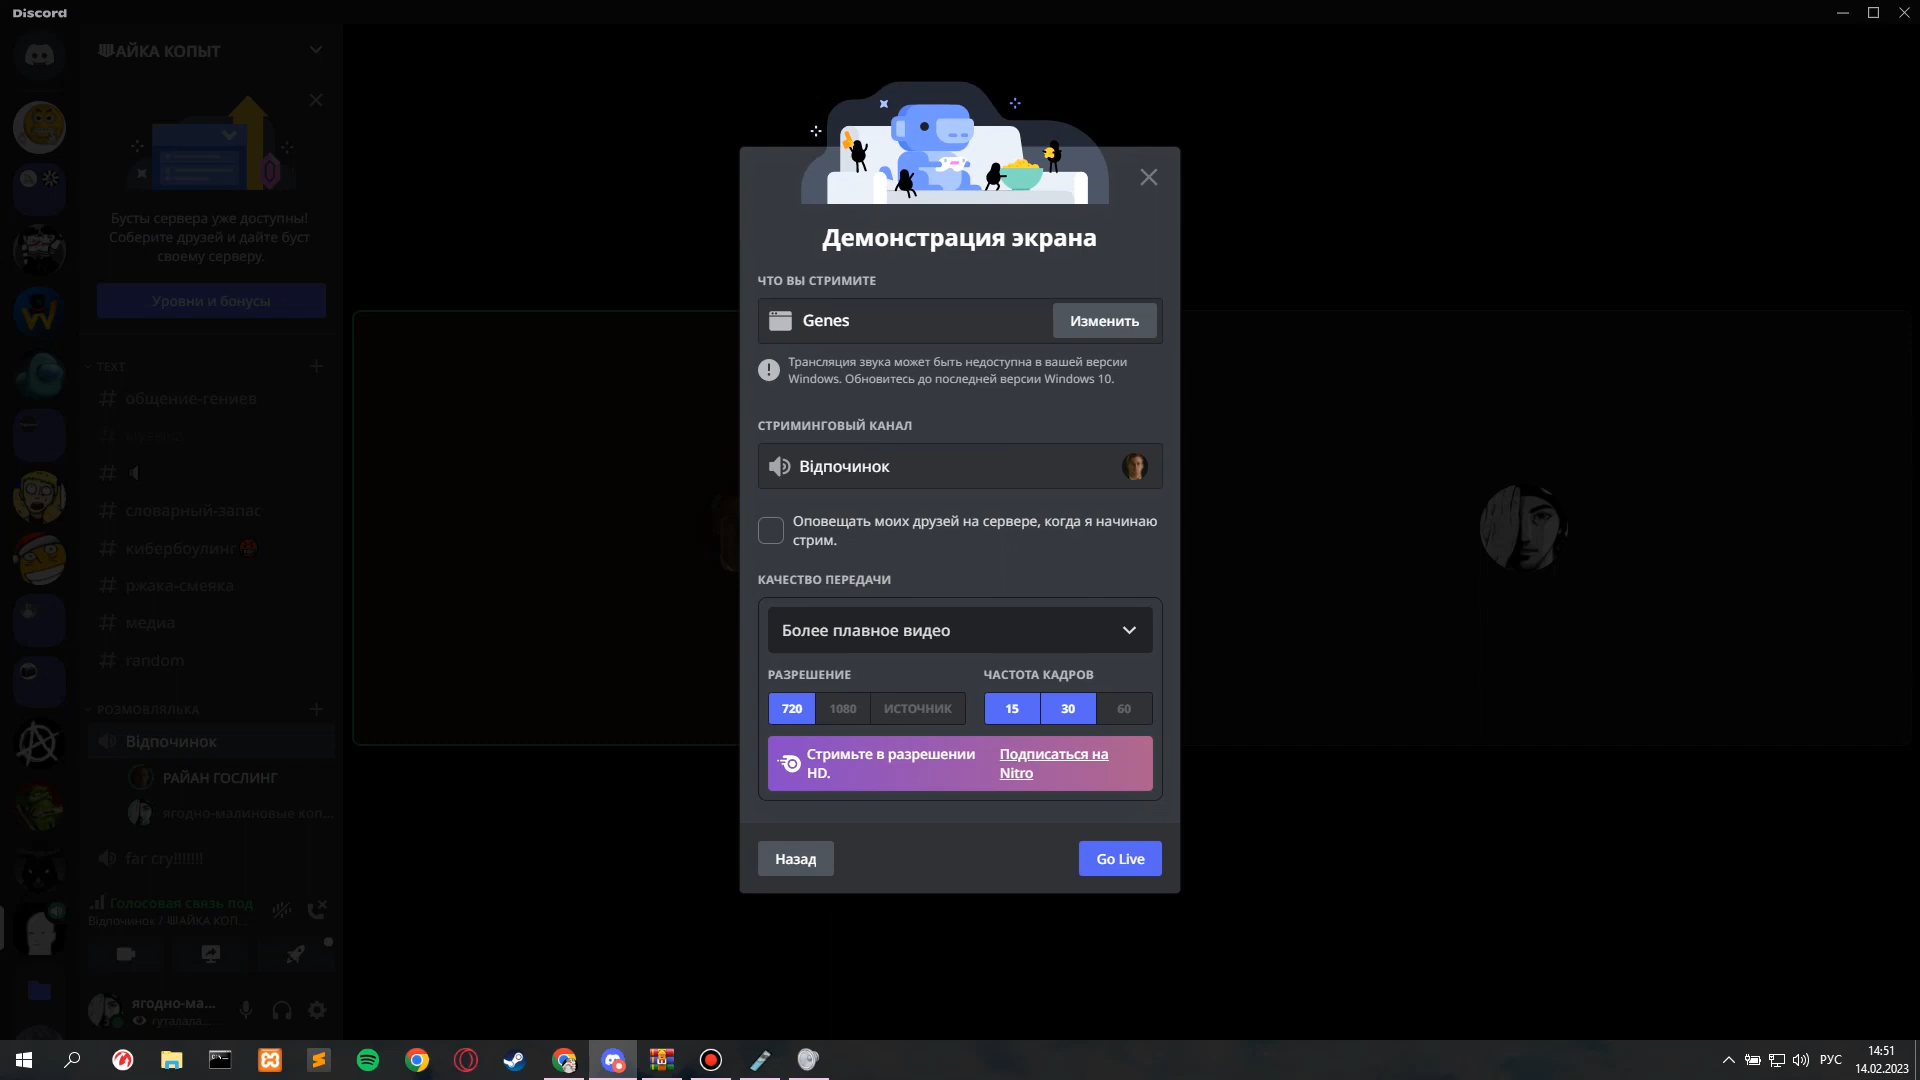 Discord
ШАЙКА КОПЫТ
Бусты сервера уже доступны!
Соберите друзей и дайте буст
своему серверу.
Уровни и бонусы
TEXT
общение-гениев
словарный-запас
кибербоулинг
ржака-смеяка
медиа
random
РОЗМОВЛЯЛЬКА
Відпочинок
РАЙАН ГОСЛИНГ
ягодно-малиновые коп...
far cry!!!!!!!
Голосовая связь под
Відпочинок / ШАЙКА КОП...
ягодно-ма...
гуталала...
Демонстрация экрана
ЧТО ВЫ СТРИМИТЕ
Genes
Изменить
Трансляция звука может быть недоступна в вашей версии
Windows. Обновитесь до последней версии Windows 10.
СТРИМИНГОВЫЙ КАНАЛ
Відпочинок
Оповещать моих друзей на сервере, когда я начинаю
стрим.
КАЧЕСТВО ПЕРЕДАЧИ
Более плавное видео
РАЗРЕШЕНИЕ
ЧАСТОТА КАДРОВ
720 1080 ИСТОЧНИК
15 30 60
Стримьте в разрешении
HD.
Подписаться на
Nitro
Назад
Go Live
РУС
14:51
14.02.2023